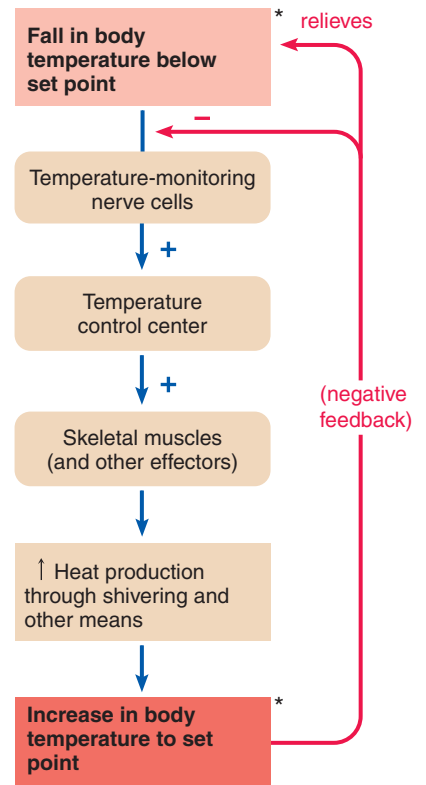 Fall in body
temperature below
set point
* relieves
–
Temperature-monitoring
nerve cells
+
Temperature
control center
+
(negative
feedback)
Skeletal muscles
(and other effectors)
↑ Heat production
through shivering and
other means
Increase in body
temperature to set
point
*